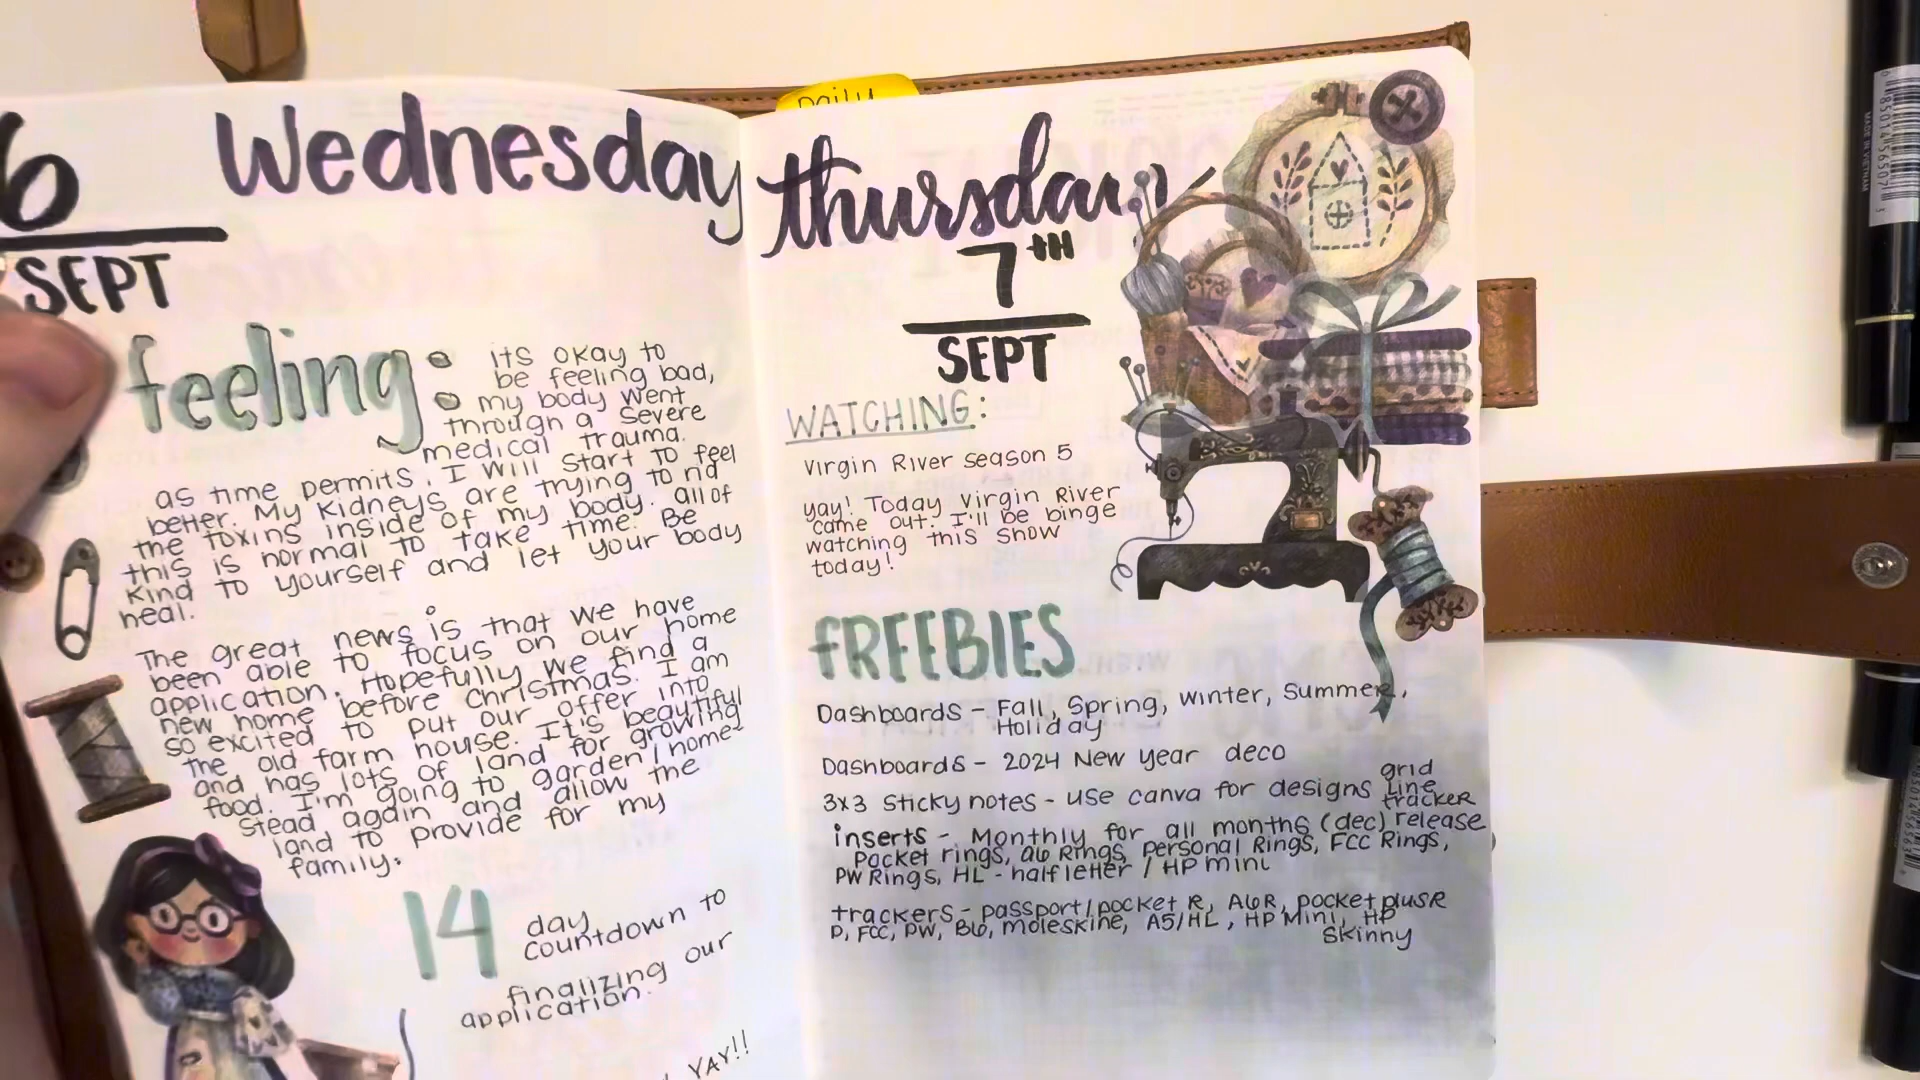 6
SEPT
Wednesday
feeling:
its okay to
be feeling bad,
my body went
through a severe
medical trauma.
as time permits. I will start to feel
better. My kidneys are trying to rid
the toxins inside of my body. all of
this is normal to take time. Be
kind to yourself and let your body
heal.
The great news is that we have
been able to focus on our home
application. Hopefully we find a
new home before Christmas. I am
so excited to put our offer into
the old farm house. It's beautiful
and has lots of land for growing
food. I'm going to garden/home-
stead again and allow the
land to provide for my
family.
14
day
countdown to
finalizing our
application.
YAY!!
Daily
thursday
7TH
SEPT
WATCHING:
Virgin River season 5
yay! Today Virgin River
came out. I'll be binge
watching this show
today!
FREEBIES
Dashboards - Fall, Spring, winter, Summer,
Holiday
Dashboards - 2024 New Year deco
3x3 Sticky notes - use canva for designs grid
Line
tracker
inserts - Monthly for all months (dec) release
pocket rings, a6 Rings, personal Rings, FCC Rings,
PW Rings, HL - half letter / HP mini
trackers - passport/pocket R, A6R, pocket plusR
P, FCC, PW, B6, moleskine, A5/HL, HP Mini, HP
Skinny
MADE IN VIETNAM